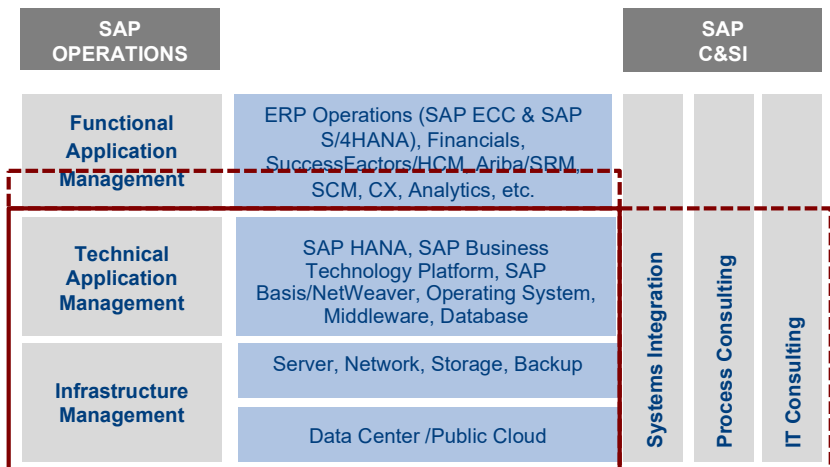 SAP
OPERATIONS
SAP
C&SI
Functional
Application
Management
ERP Operations (SAP ECC & SAP
S/4HANA), Financials,
SuccessFactors/HCM, Ariba/SRM,
SCM, CX, Analytics, etc.
Technical
Application
Management
SAP HANA, SAP Business
Technology Platform, SAP
Basis/NetWeaver, Operating System,
Middleware, Database
Infrastructure
Management
Server, Network, Storage, Backup
Data Center /Public Cloud
Systems Integration
Process Consulting
IT Consulting